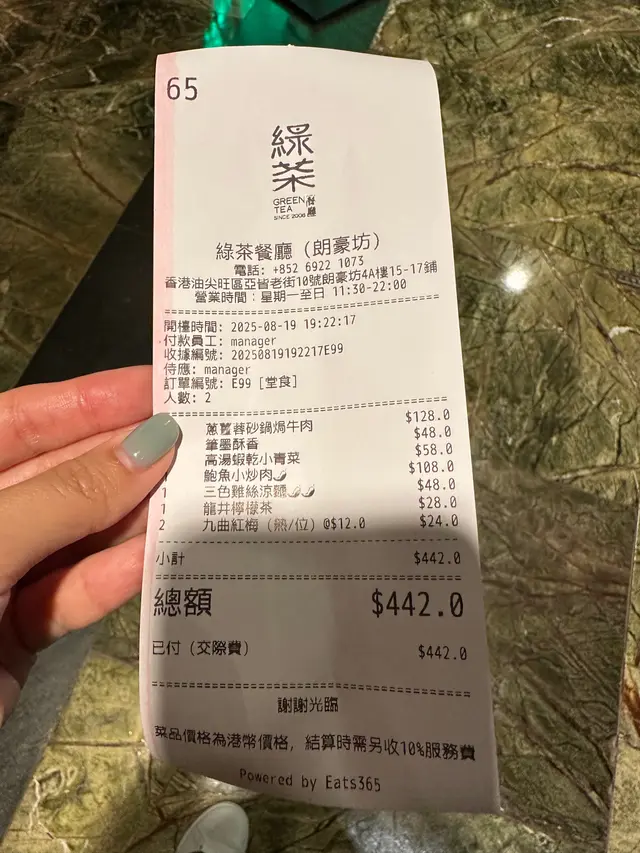 65
綠茶
GREEN TEA 餐廳
SINCE 2008
綠茶餐廳 (朗豪坊)
電話: +852 6922 1073
香港油尖旺區亞皆老街10號朗豪坊4A樓15-17鋪
營業時間：星期一至日 11:30-22:00
開檯時間: 2025-08-19 19:22:17
付款員工: manager
收據編號: 20250819192217E99
侍應: manager
訂單編號: E99 [堂食]
人數: 2
蔥蓉砂鍋焗牛肉 $128.0
筆墨酥香 $48.0
高湯蝦乾小青菜 $58.0
鮑魚小炒肉🌶 $108.0
1 三色雞絲涼麵🌶🌶 $48.0
1 龍井檸檬茶 $28.0
2 九曲紅梅 (熱/位) @$12.0 $24.0
小計 $442.0
總額 $442.0
已付 (交際費) $442.0
謝謝光臨
菜品價格為港幣價格, 結算時需另收10%服務費
Powered by Eats365